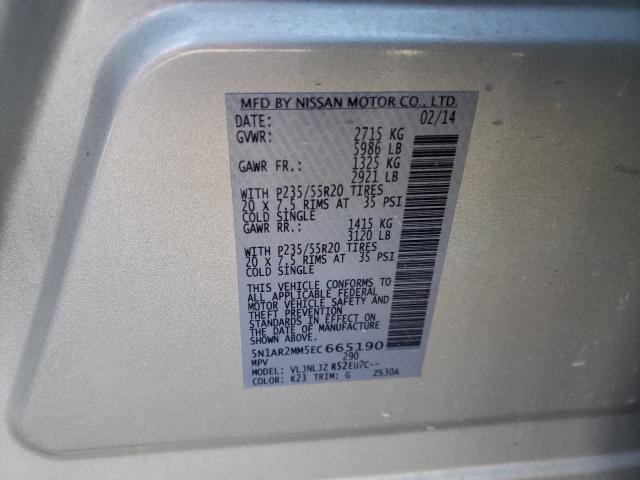 MFD BY NISSAN MOTOR CO., LTD.
DATE: 02/14
GVWR: 2715 KG
5986 LB
GAWR FR.: 1325 KG
2921 LB
WITH P235/55R20 TIRES
20 X 7.5 RIMS AT 35 PSI
COLD SINGLE
GAWR RR.: 1415 KG
3120 LB
WITH P235/55R20 TIRES
20 X 7.5 RIMS AT 35 PSI
COLD SINGLE
THIS VEHICLE CONFORMS TO
ALL APPLICABLE FEDERAL
MOTOR VEHICLE SAFETY AND
THEFT PREVENTION
STANDARDS IN EFFECT ON
THE DATE OF MANUFACTURE
SHOWN ABOVE.
5N1AR2MM5EC665190
MPV 290
MODEL: VLJNLJZ R52EU7C--
COLOR: K23 TRIM: G ZS30A